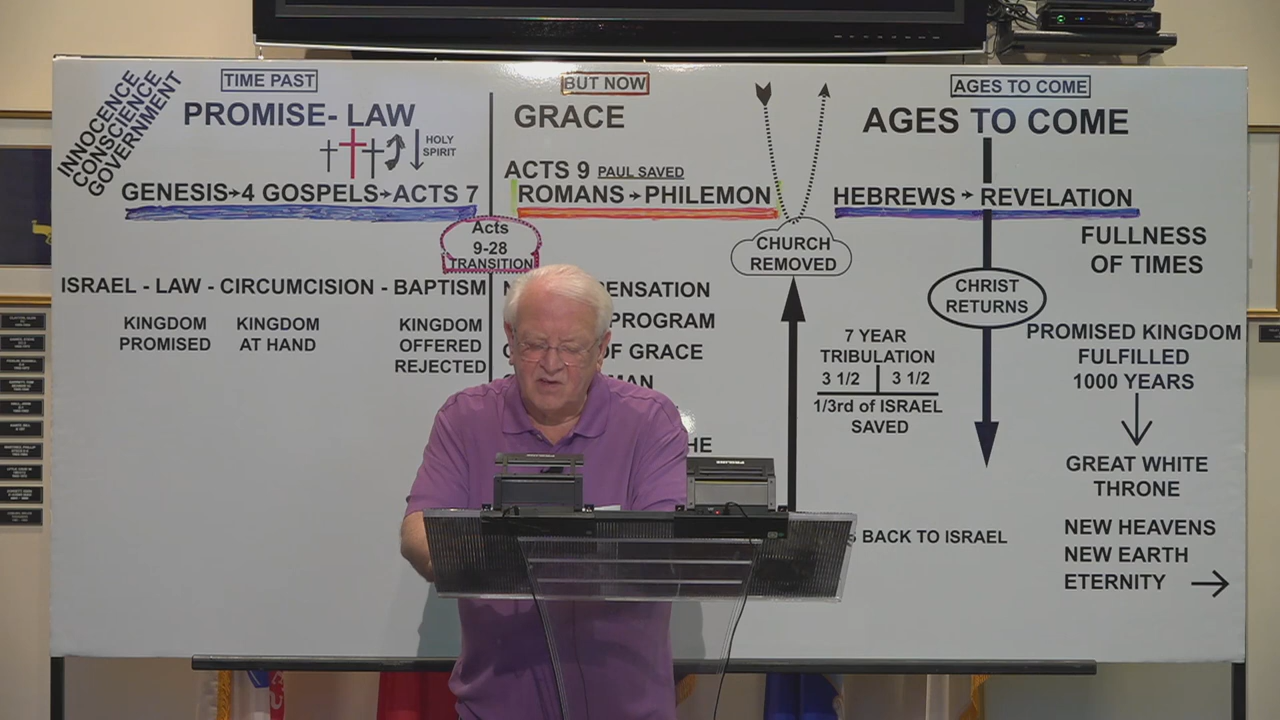 INNOCENCE
CONSCIENCE
GOVERNMENT
TIME PAST
PROMISE- LAW
HOLY
SPIRIT
GENESIS→4 GOSPELS→ACTS 7
Acts
9-28
TRANSITION
ISRAEL - LAW - CIRCUMCISION - BAPTISM
KINGDOM
PROMISED
KINGDOM
AT HAND
KINGDOM
OFFERED
REJECTED
BUT NOW
GRACE
ACTS 9 PAUL SAVED
ROMANS→PHILEMON
PROGRAM
OF GRACE
CHURCH
REMOVED
AGES TO COME
AGES TO COME
HEBREWS → REVELATION
FULLNESS
OF TIMES
CHRIST
RETURNS
7 YEAR
TRIBULATION
3 1/2 3 1/2
1/3rd of ISRAEL
SAVED
PROMISED KINGDOM
FULFILLED
1000 YEARS
GREAT WHITE
THRONE
BACK TO ISRAEL
NEW HEAVENS
NEW EARTH
ETERNITY →